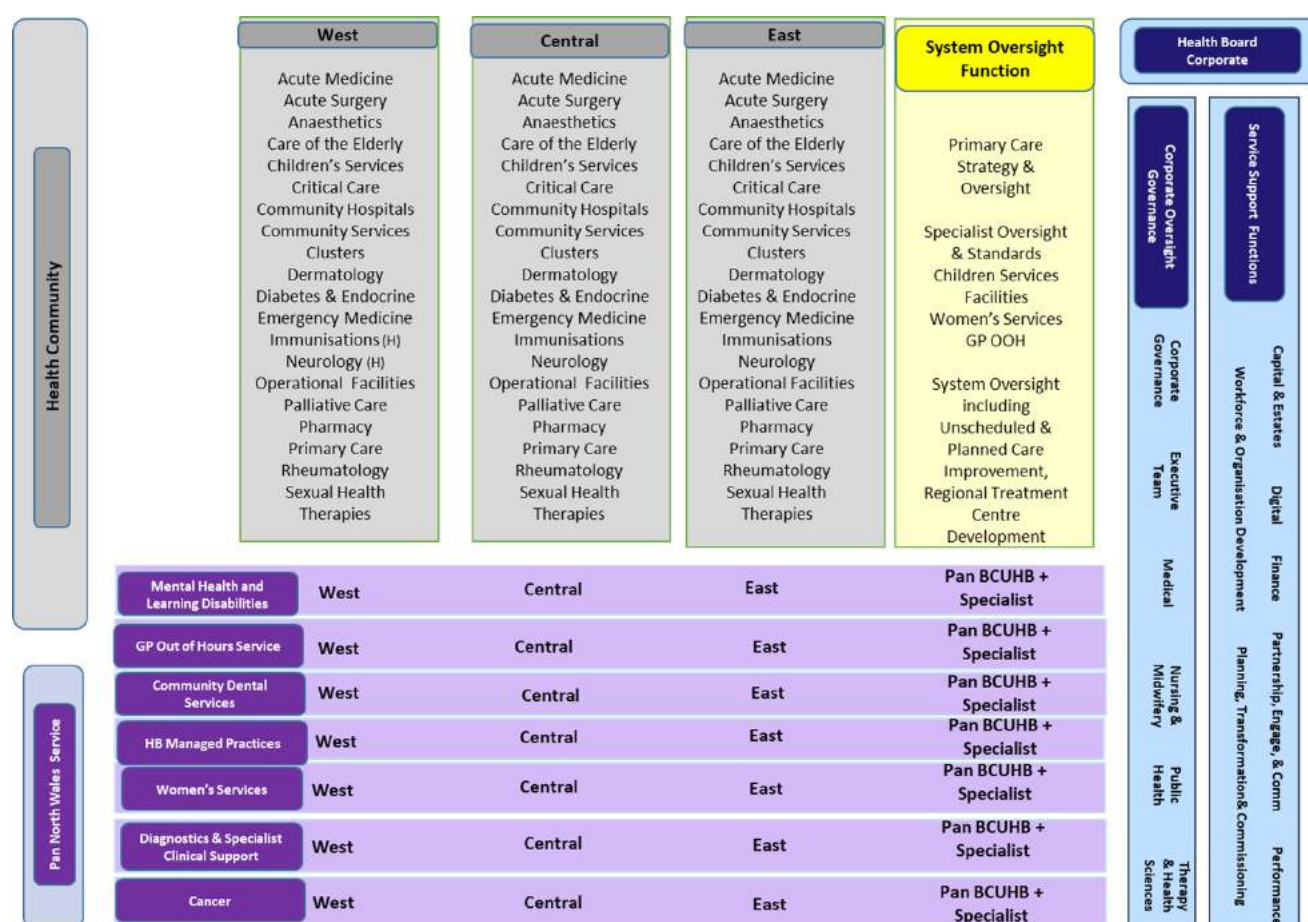 Health Community
Pan North Wales Service
West
Acute Medicine
Acute Surgery
Anaesthetics
Care of the Elderly
Children's Services
Critical Care
Community Hospitals
Community Services
Clusters
Dermatology
Diabetes & Endocrine
Emergency Medicine
Immunisations (H)
Neurology (H)
Operational Facilities
Palliative Care
Pharmacy
Primary Care
Rheumatology
Sexual Health
Therapies
Central
Acute Medicine
Acute Surgery
Anaesthetics
Care of the Elderly
Children's Services
Critical Care
Community Hospitals
Community Services
Clusters
Dermatology
Diabetes & Endocrine
Emergency Medicine
Immunisations
Neurology
Operational Facilities
Palliative Care
Pharmacy
Primary Care
Rheumatology
Sexual Health
Therapies
East
Acute Medicine
Acute Surgery
Anaesthetics
Care of the Elderly
Children's Services
Critical Care
Community Hospitals
Community Services
Clusters
Dermatology
Diabetes & Endocrine
Emergency Medicine
Immunisations
Neurology
Operational Facilities
Palliative Care
Pharmacy
Primary Care
Rheumatology
Sexual Health
Therapies
System Oversight
Function
Primary Care
Strategy &
Oversight
Specialist Oversight
& Standards
Children Services
Facilities
Women's Services
GP OOH
System Oversight
including
Unscheduled &
Planned Care
Improvement,
Regional Treatment
Centre
Development
Mental Health and
Learning Disabilities
West
Central
East
Pan BCUHB +
Specialist
GP Out of Hours Service
West
Central
East
Pan BCUHB +
Specialist
Community Dental
Services
West
Central
East
Pan BCUHB +
Specialist
HB Managed Practices
West
Central
East
Pan BCUHB +
Specialist
Women's Services
West
Central
East
Pan BCUHB +
Specialist
Diagnostics & Specialist
Clinical Support
West
Central
East
Pan BCUHB +
Specialist
Cancer
West
Central
East
Pan BCUHB +
Specialist
Health Board
Corporate
Corporate Oversight
Governance
Corporate
Governance
Executive
Team
Medical
Nursing &
Midwifery
Public
Health
Therapy
& Health
Sciences
Service Support Functions
Capital & Estates
Digital
Finance
Partnership, Engage, & Comm
Performance
Workforce & Organisation Development
Planning, Transformation& Commissioning